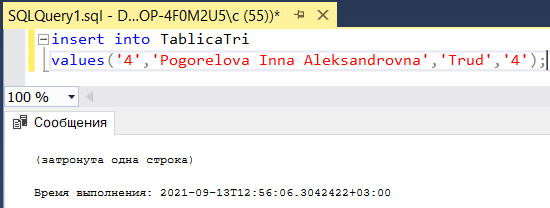 SQLQuery1.sql - D...OP-4F0M2U5\c (55))*
insert into TablicaTri
values('4','Pogorelova Inna Aleksandrovna','Trud','4');
100 %
Сообщения
(затронута одна строка)
Время выполнения: 2021-09-13T12:56:06.3042422+03:00